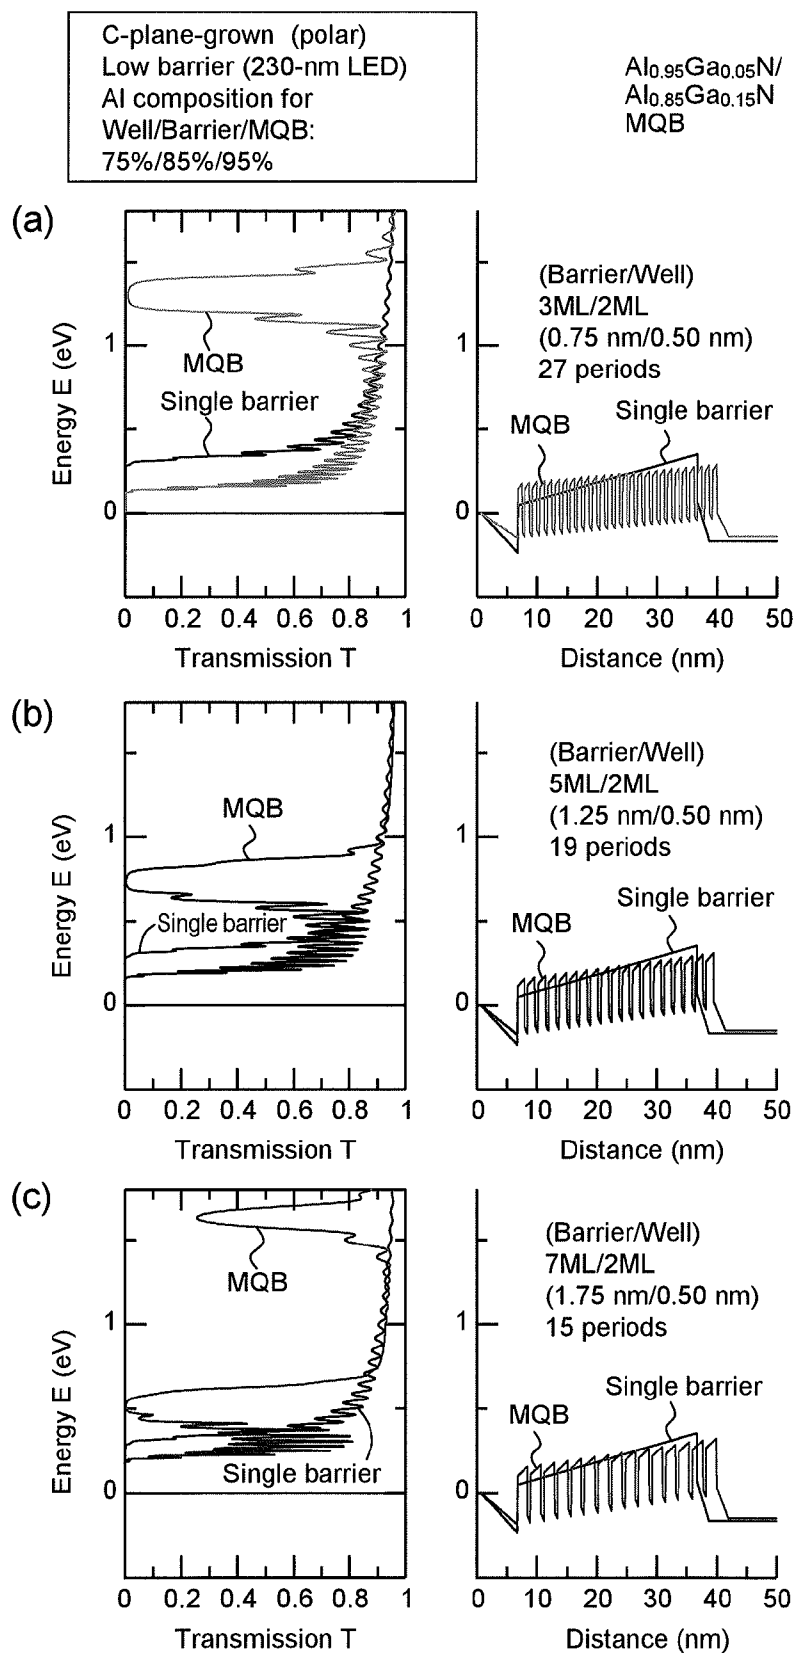 C-plane-grown (polar)
Low barrier (230-nm LED)
Al composition for
Well/Barrier/MQB:
75%/85%/95%
Al0.95Ga0.05N/
Al0.85Ga0.15N
MQB
(a)
Energy E (eV)
1
0
MQB
Single barrier
0 0.2 0.4 0.6 0.8 1
Transmission T
1
0
(Barrier/Well)
3ML/2ML
(0.75 nm/0.50 nm)
27 periods
Single barrier
MQB
0 10 20 30 40 50
Distance (nm)
(b)
Energy E (eV)
1
0
MQB
Single barrier
0 0.2 0.4 0.6 0.8 1
Transmission T
1
0
(Barrier/Well)
5ML/2ML
(1.25 nm/0.50 nm)
19 periods
Single barrier
MQB
0 10 20 30 40 50
Distance (nm)
(c)
Energy E (eV)
1
0
MQB
Single barrier
0 0.2 0.4 0.6 0.8 1
Transmission T
1
0
(Barrier/Well)
7ML/2ML
(1.75 nm/0.50 nm)
15 periods
Single barrier
MQB
0 10 20 30 40 50
Distance (nm)